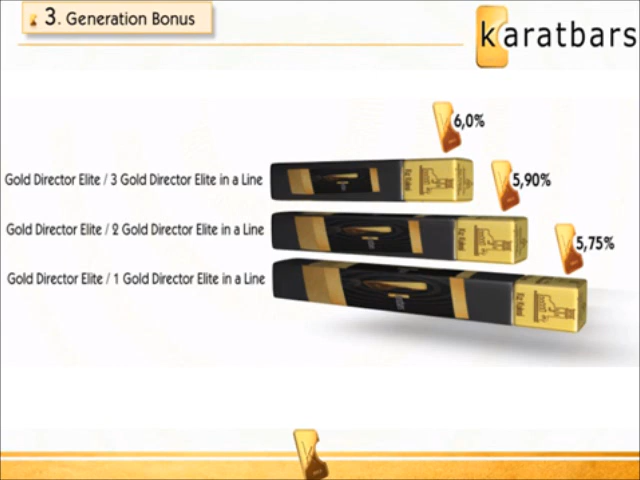 3. Generation Bonus
karatbars
6,0%
Gold Director Elite / 3 Gold Director Elite in a Line
5,90%
Gold Director Elite / 2 Gold Director Elite in a Line
5,75%
Gold Director Elite / 1 Gold Director Elite in a Line